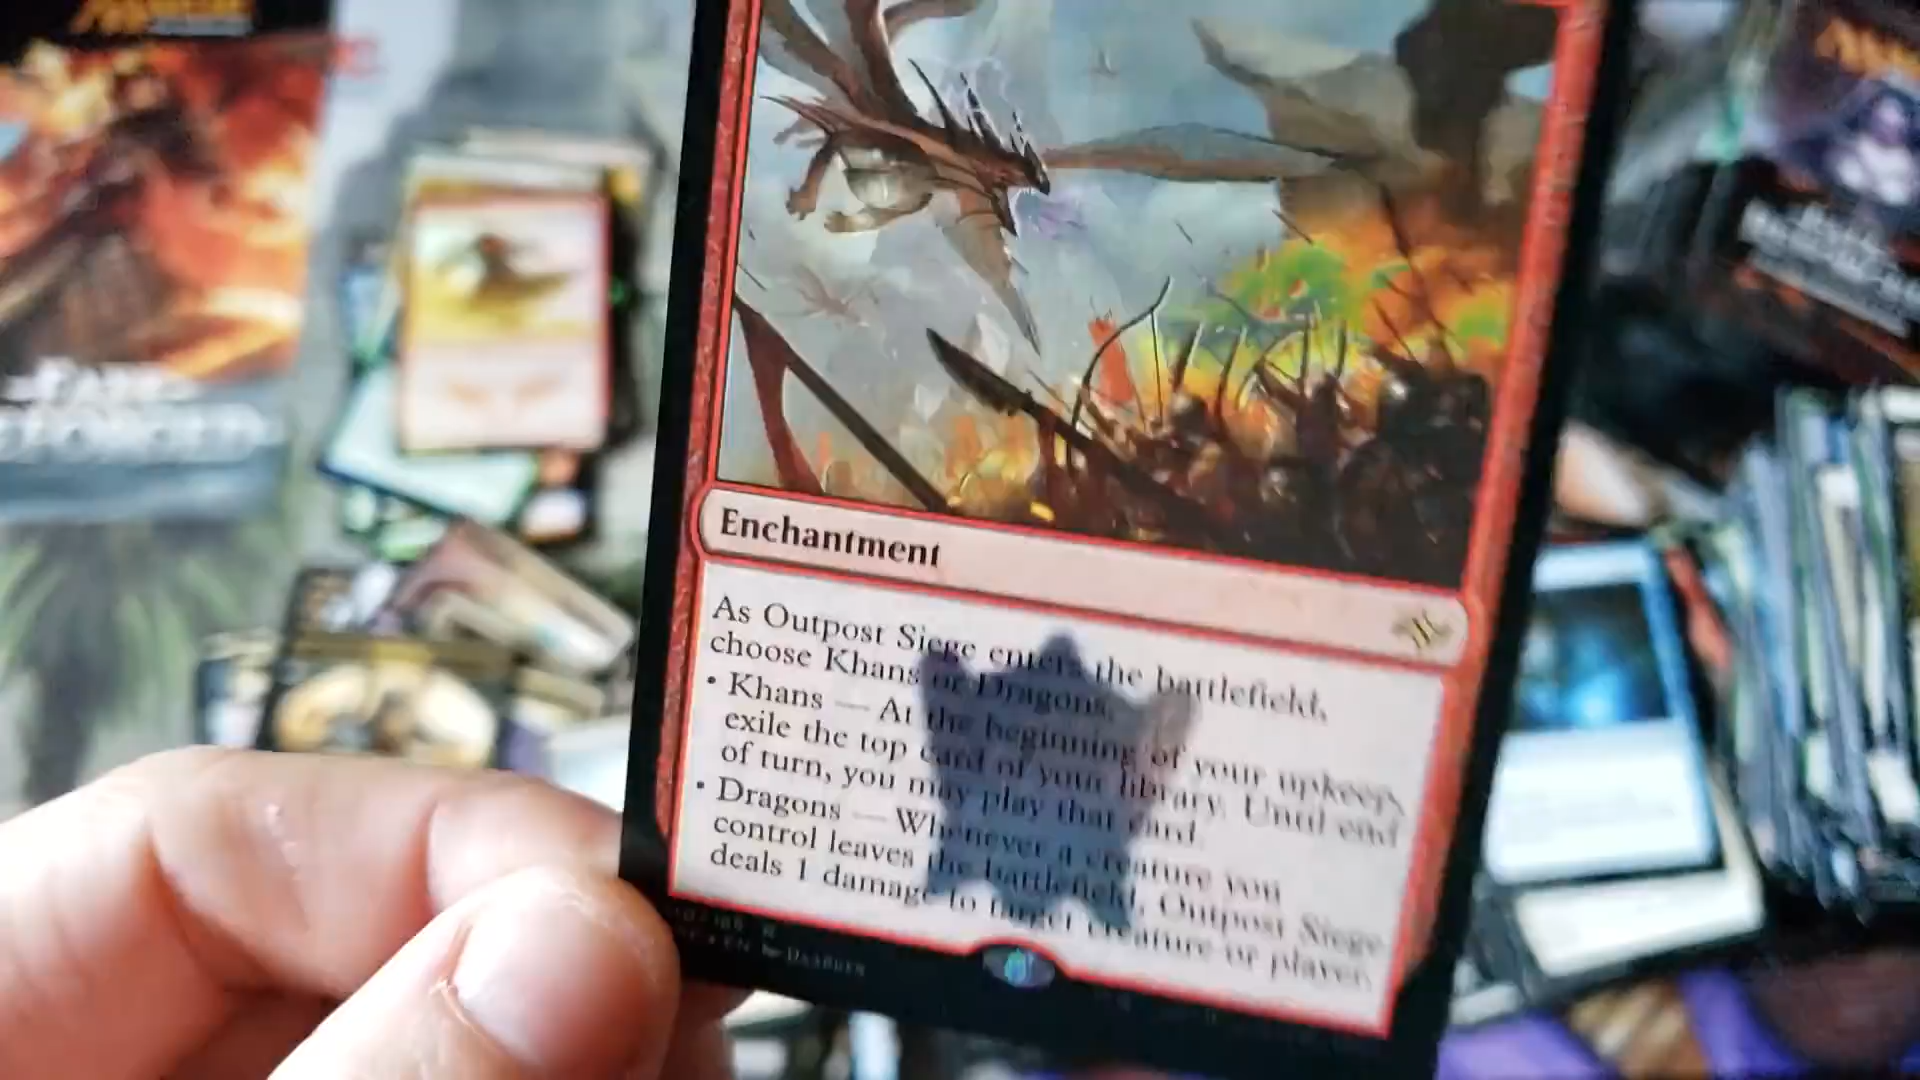 Enchantment
As Outpost Siege enters the battlefield,
choose Khans or Dragons.
• Khans — At the beginning of your upkeep,
exile the top card of your library. Until end
of turn, you may play that card.
• Dragons — Whenever a creature you
control leaves the battlefield, Outpost Siege
deals 1 damage to target creature or player.
EN DAARKEN